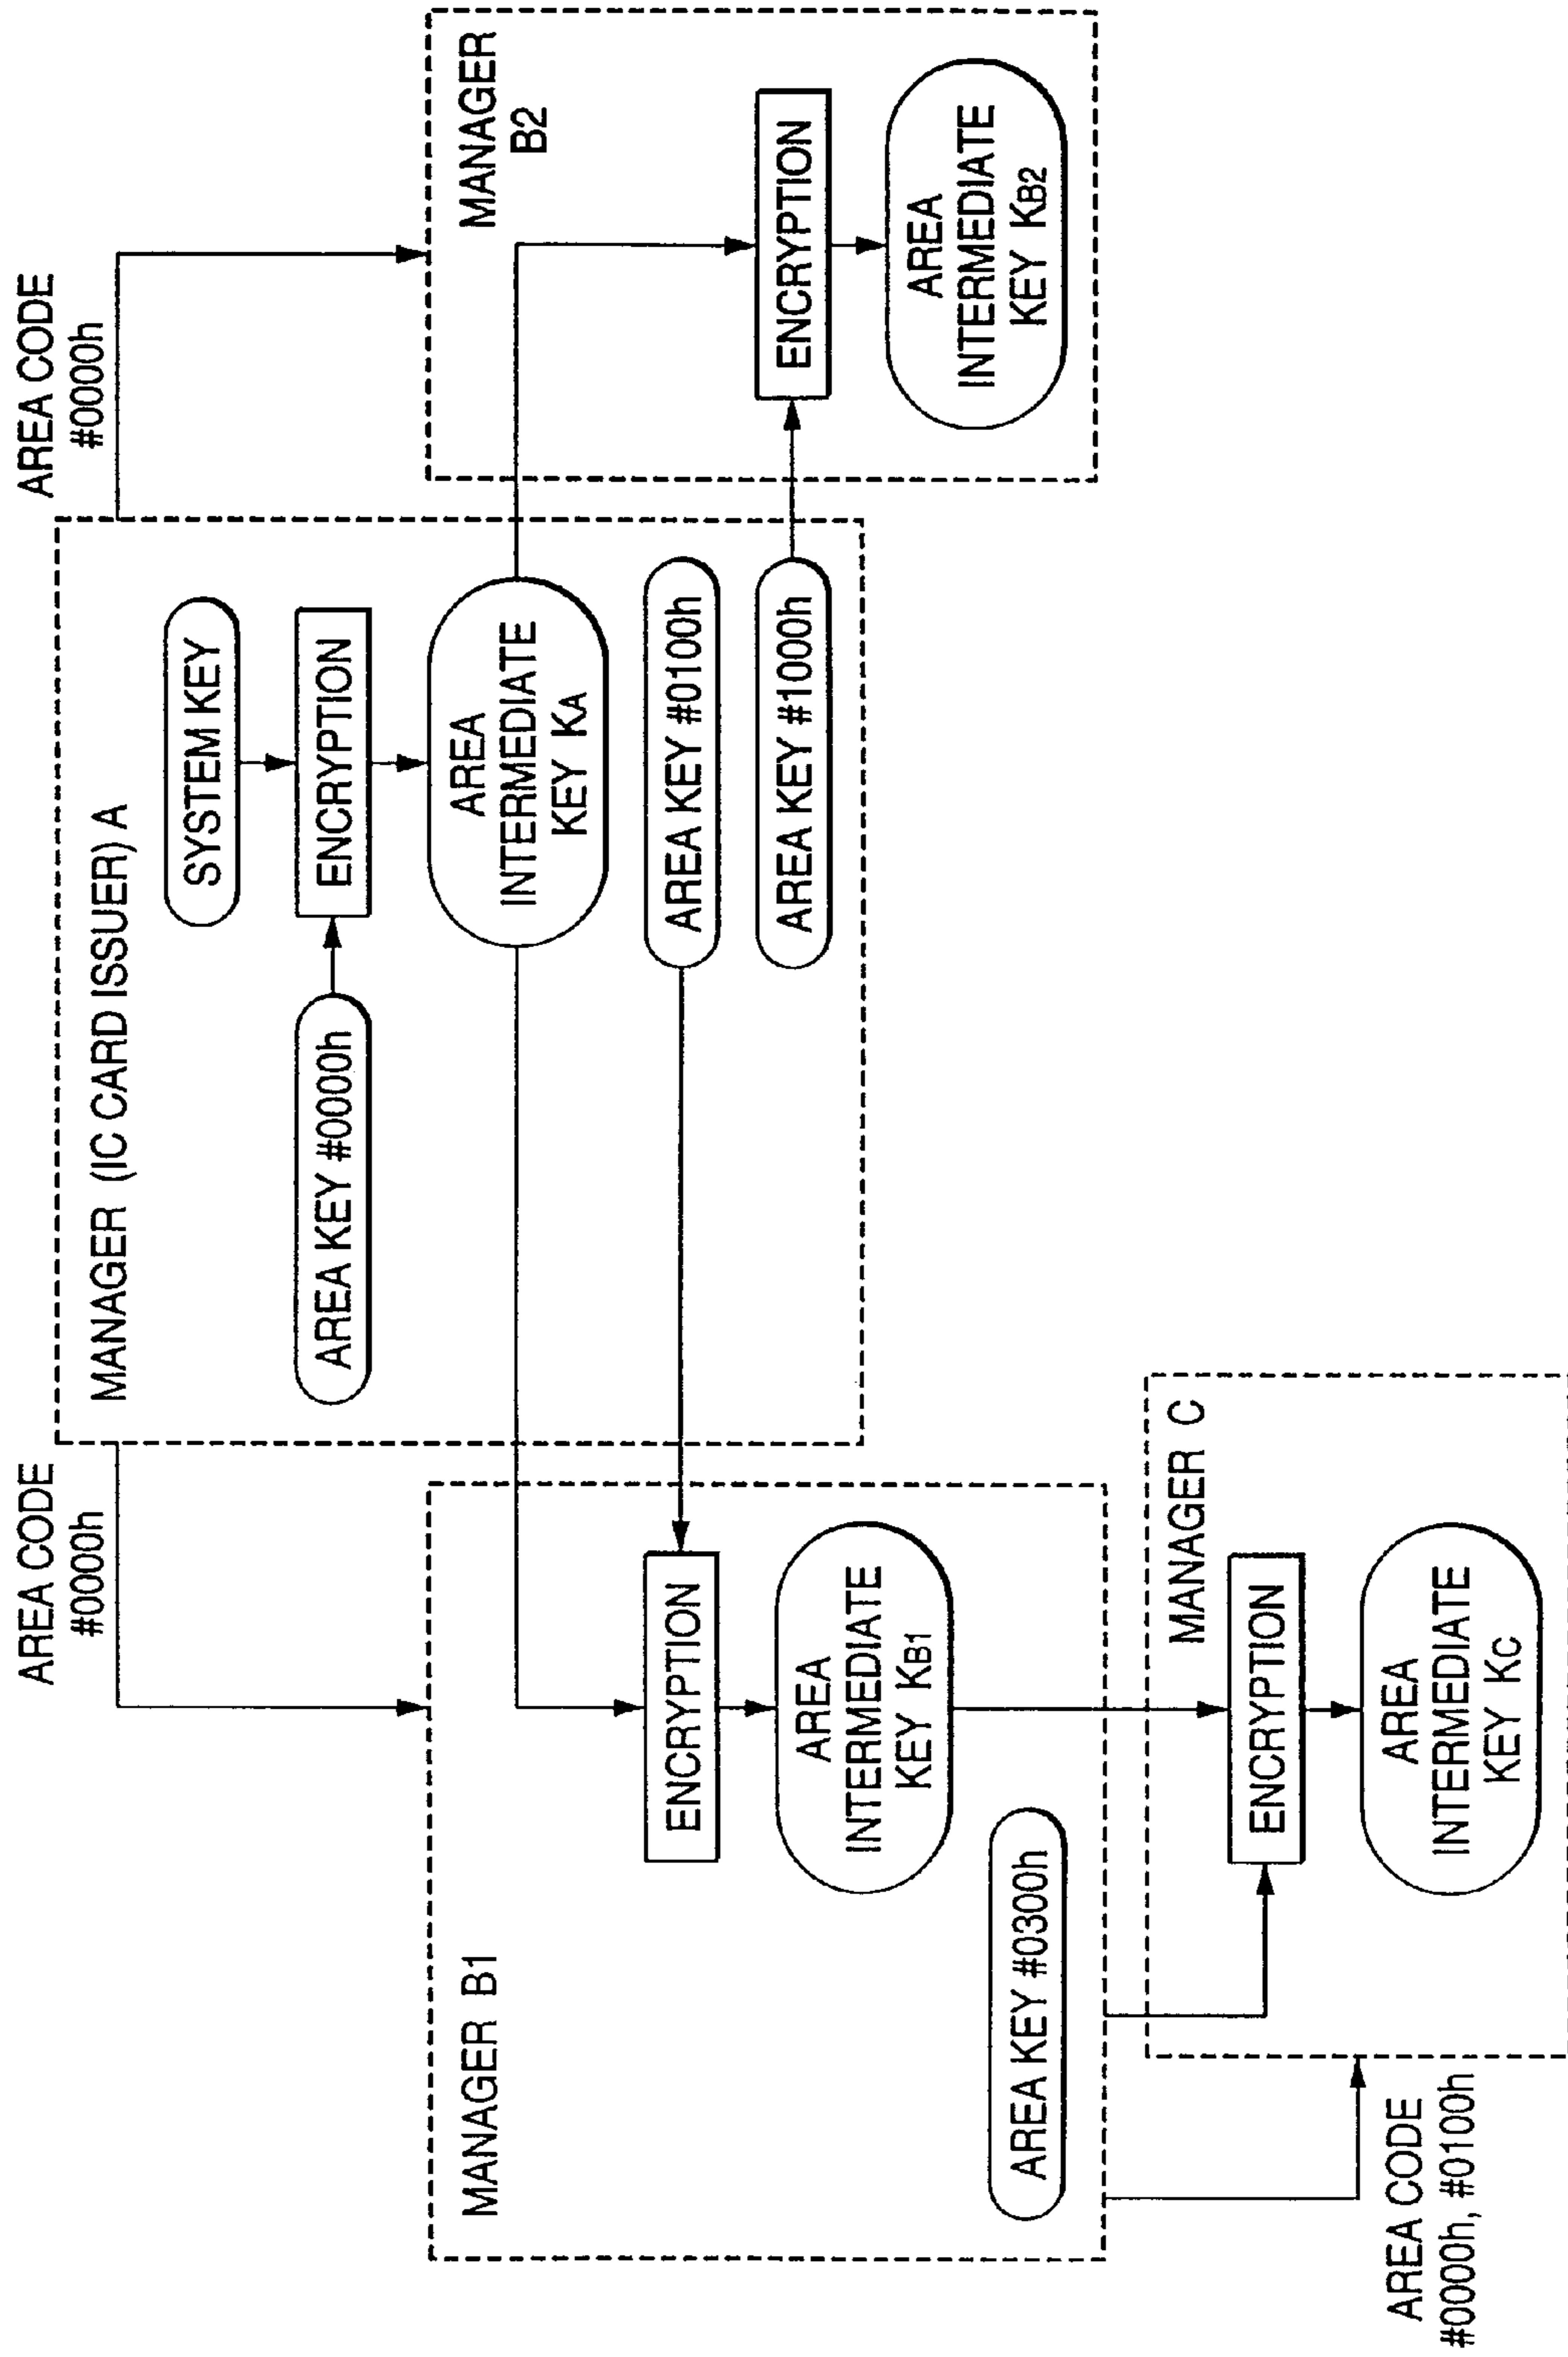 AREA CODE
#0000h
AREA CODE
#0000h
MANAGER (IC CARD ISSUER) A
SYSTEM KEY
AREA KEY #0000h
ENCRYPTION
AREA
INTERMEDIATE
KEY KA
AREA KEY #0100h
AREA KEY #1000h
MANAGER B1
ENCRYPTION
AREA
INTERMEDIATE
KEY KB1
AREA KEY #0300h
MANAGER
B2
ENCRYPTION
AREA
INTERMEDIATE
KEY KB2
MANAGER C
ENCRYPTION
AREA
INTERMEDIATE
KEY KC
AREA CODE
#0000h, #0100h